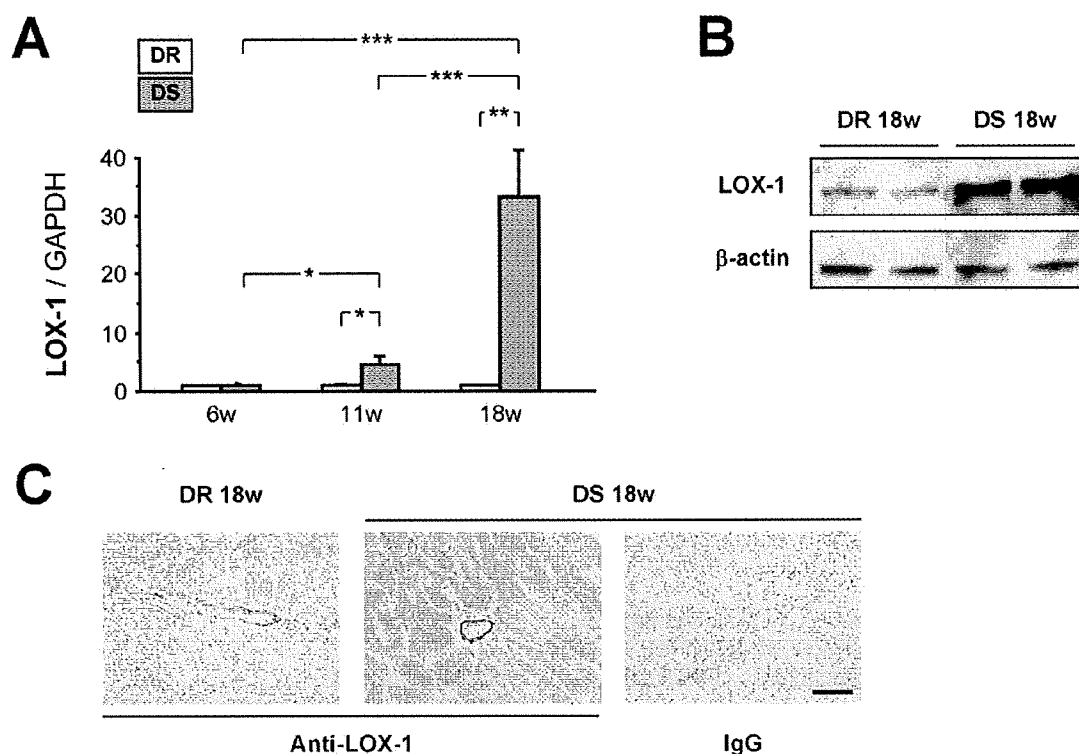 A
DR
DS
***
***
**
*
*
LOX-1 / GAPDH
40
30
20
10
0
6w 11w 18w
B
DR 18w DS 18w
LOX-1
β-actin
C
DR 18w DS 18w
Anti-LOX-1 IgG